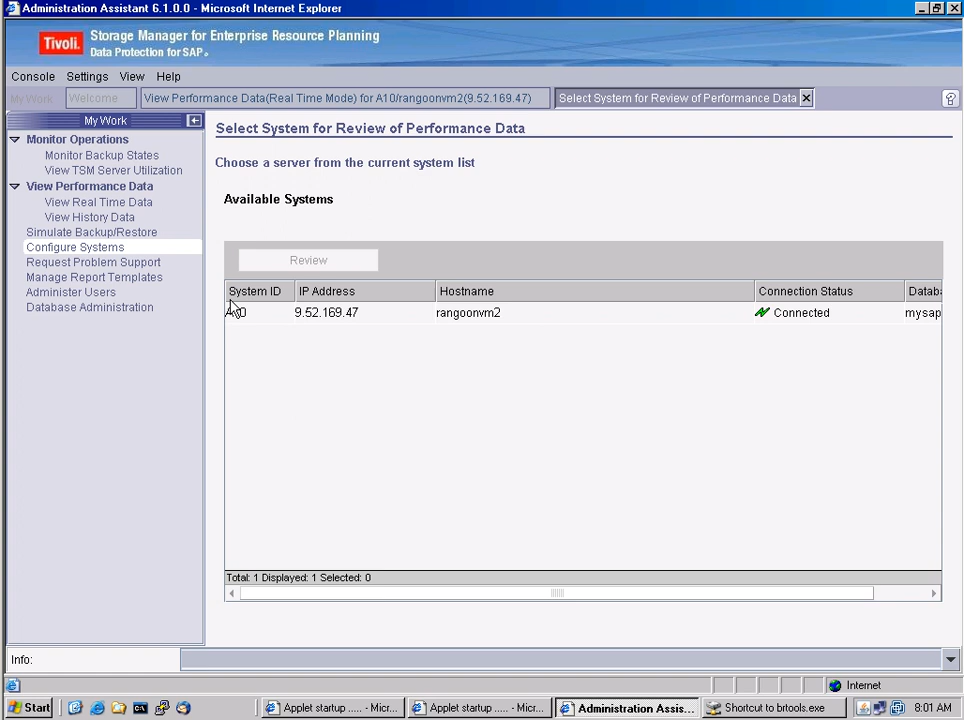 Administration Assistant 6.1.0.0 - Microsoft Internet Explorer
Tivoli.
Storage Manager for Enterprise Resource Planning
Data Protection for SAP®
Console Settings View Help
My Work Welcome View Performance Data(Real Time Mode) for A10/rangoonvm2(9.52.169.47) Select System for Review of Performance Data
My Work
Monitor Operations
Monitor Backup States
View TSM Server Utilization
View Performance Data
View Real Time Data
View History Data
Simulate Backup/Restore
Configure Systems
Request Problem Support
Manage Report Templates
Administer Users
Database Administration
Select System for Review of Performance Data
Choose a server from the current system list
Available Systems
Review
System ID IP Address Hostname Connection Status Datab
A10 9.52.169.47 rangoonvm2 Connected mysap
Total: 1 Displayed: 1 Selected: 0
Info:
Internet
Start Applet startup ..... - Micr... Applet startup ..... - Micr... Administration Assis... Shortcut to brtools.exe 8:01 AM